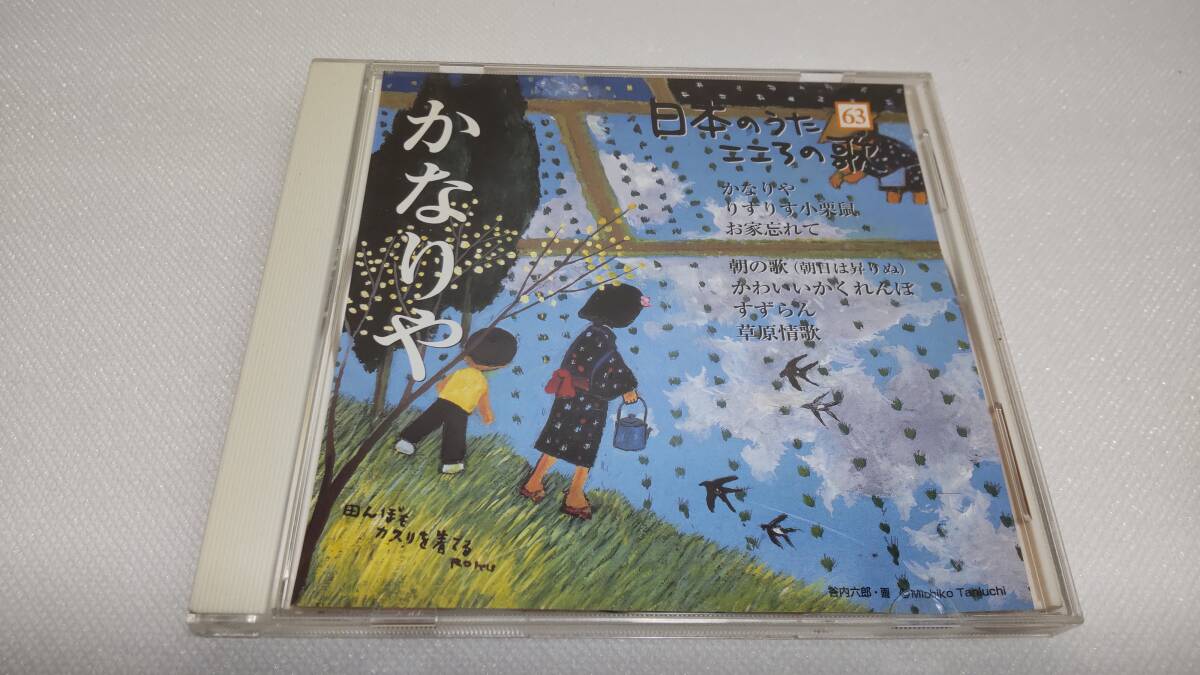 かなりや
日本のうた
こころの歌
63
かなりや
りすりす小栗鼠
お家忘れて
朝の歌(朝日は昇りぬ)
かわいいかくれんぼ
すずらん
草原情歌
田んぼも
カスリを着てる
ROKU
谷内六郎・画 ©Michiko Taniuchi